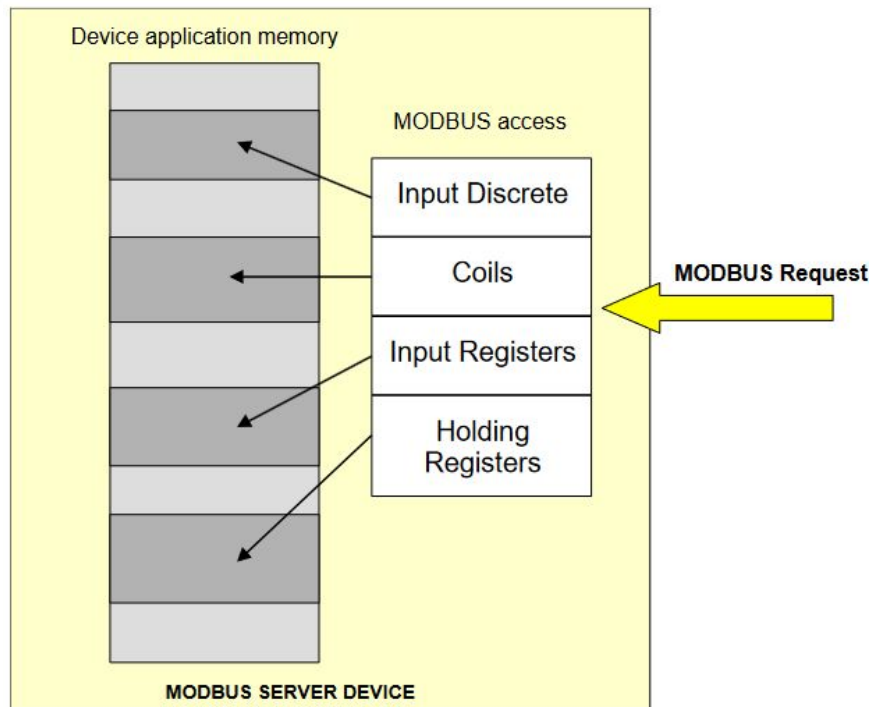 Device application memory
MODBUS access
Input Discrete
Coils
MODBUS Request
Input Registers
Holding
Registers
MODBUS SERVER DEVICE